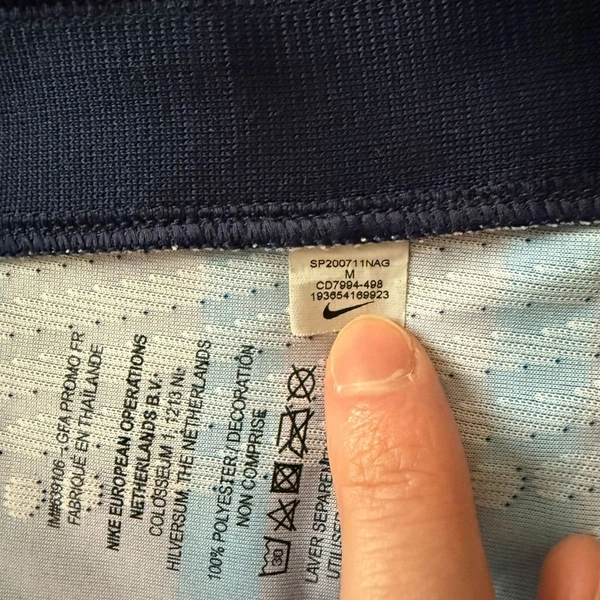 SP200711NAG
M
CD7994-498
193654169923
GFA PROMO FR
FABRIQUÉ EN THAÏLANDE
NIKE EUROPEAN OPERATIONS
NETHERLANDS B.V.
COLOSSEUM 1, 1213 NL
HILVERSUM, THE NETHERLANDS
100% POLYESTER / DECORATION
NON COMPRISE
30
LAVER